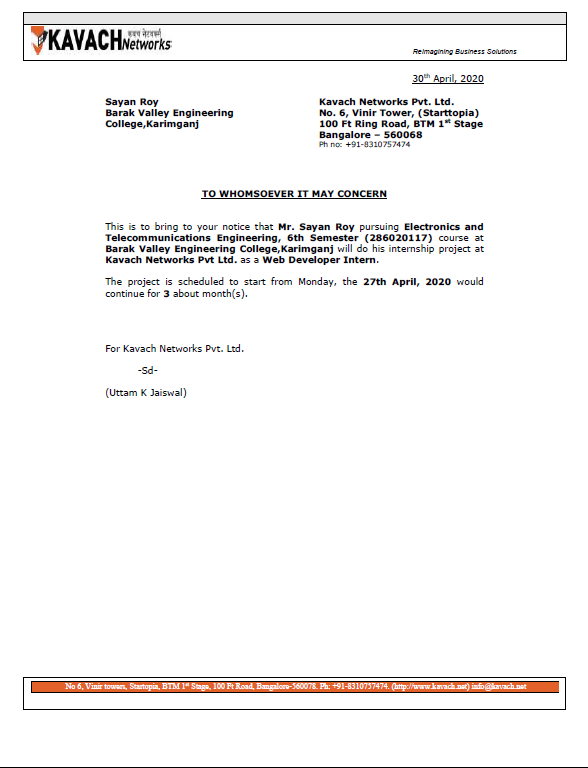 KAVACH कवच नेटवर्क्स
Networks
Reimagining Business Solutions
30th April, 2020
Sayan Roy
Barak Valley Engineering
College,Karimganj
Kavach Networks Pvt. Ltd.
No. 6, Vinir Tower, (Starttopia)
100 Ft Ring Road, BTM 1st Stage
Bangalore – 560068
Ph no: +91-8310757474
TO WHOMSOEVER IT MAY CONCERN
This is to bring to your notice that Mr. Sayan Roy pursuing Electronics and
Telecommunications Engineering, 6th Semester (286020117) course at
Barak Valley Engineering College,Karimganj will do his internship project at
Kavach Networks Pvt Ltd. as a Web Developer Intern.
The project is scheduled to start from Monday, the 27th April, 2020 would
continue for 3 about month(s).
For Kavach Networks Pvt. Ltd.
-Sd-
(Uttam K Jaiswal)
No 6, Vinir towers, Startopia, BTM 1st Stage, 100 Ft Road, Bangalore-560078. Ph: +91-8310757474. (http://www.kavach.net) info@kavach.net